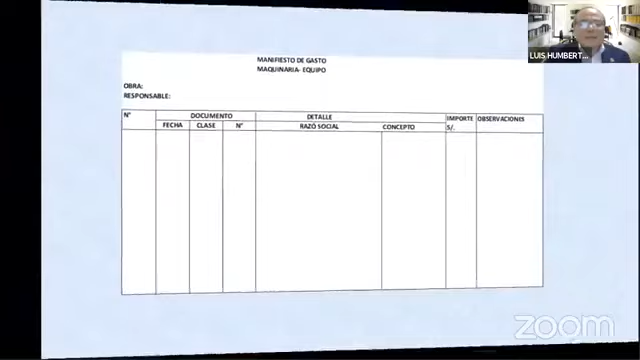 MANIFIESTO DE GASTO
MAQUINARIA- EQUIPO
OBRA:
RESPONSABLE:
N° DOCUMENTO DETALLE IMPORTE S/. OBSERVACIONES
FECHA CLASE N° RAZÓ SOCIAL CONCEPTO
LUIS HUMBERT...
zoom